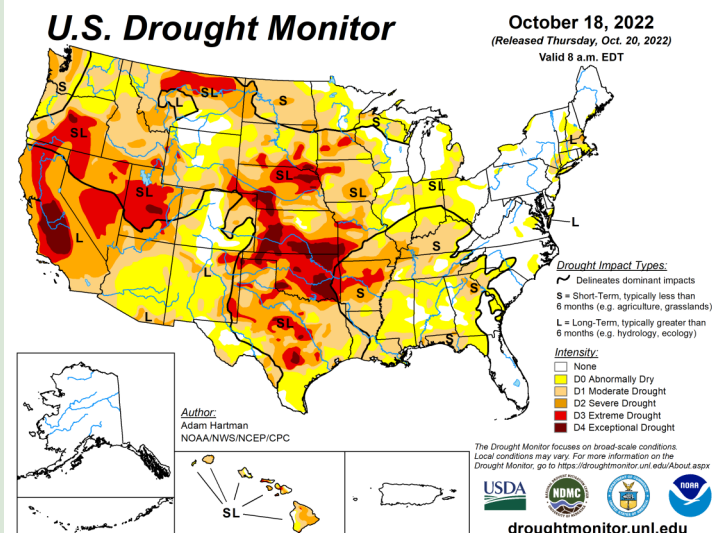 U.S. Drought Monitor
October 18, 2022
(Released Thursday, Oct. 20, 2022)
Valid 8 a.m. EDT
S
SL
L
S
S
SL
L
SL
SL
SL
SL
L
L
S
L
L
S
S
SL
S
L
Drought Impact Types:
Delineates dominant impacts
S = Short-Term, typically less than
6 months (e.g. agriculture, grasslands)
L = Long-Term, typically greater than
6 months (e.g. hydrology, ecology)
Intensity:
None
D0 Abnormally Dry
D1 Moderate Drought
D2 Severe Drought
D3 Extreme Drought
D4 Exceptional Drought
Author:
Adam Hartman
NOAA/NWS/NCEP/CPC
SL
The Drought Monitor focuses on broad-scale conditions.
Local conditions may vary. For more information on the
Drought Monitor, go to https://droughtmonitor.unl.edu/About.aspx
USDA
NDMC
NOAA
droughtmonitor.unl.edu